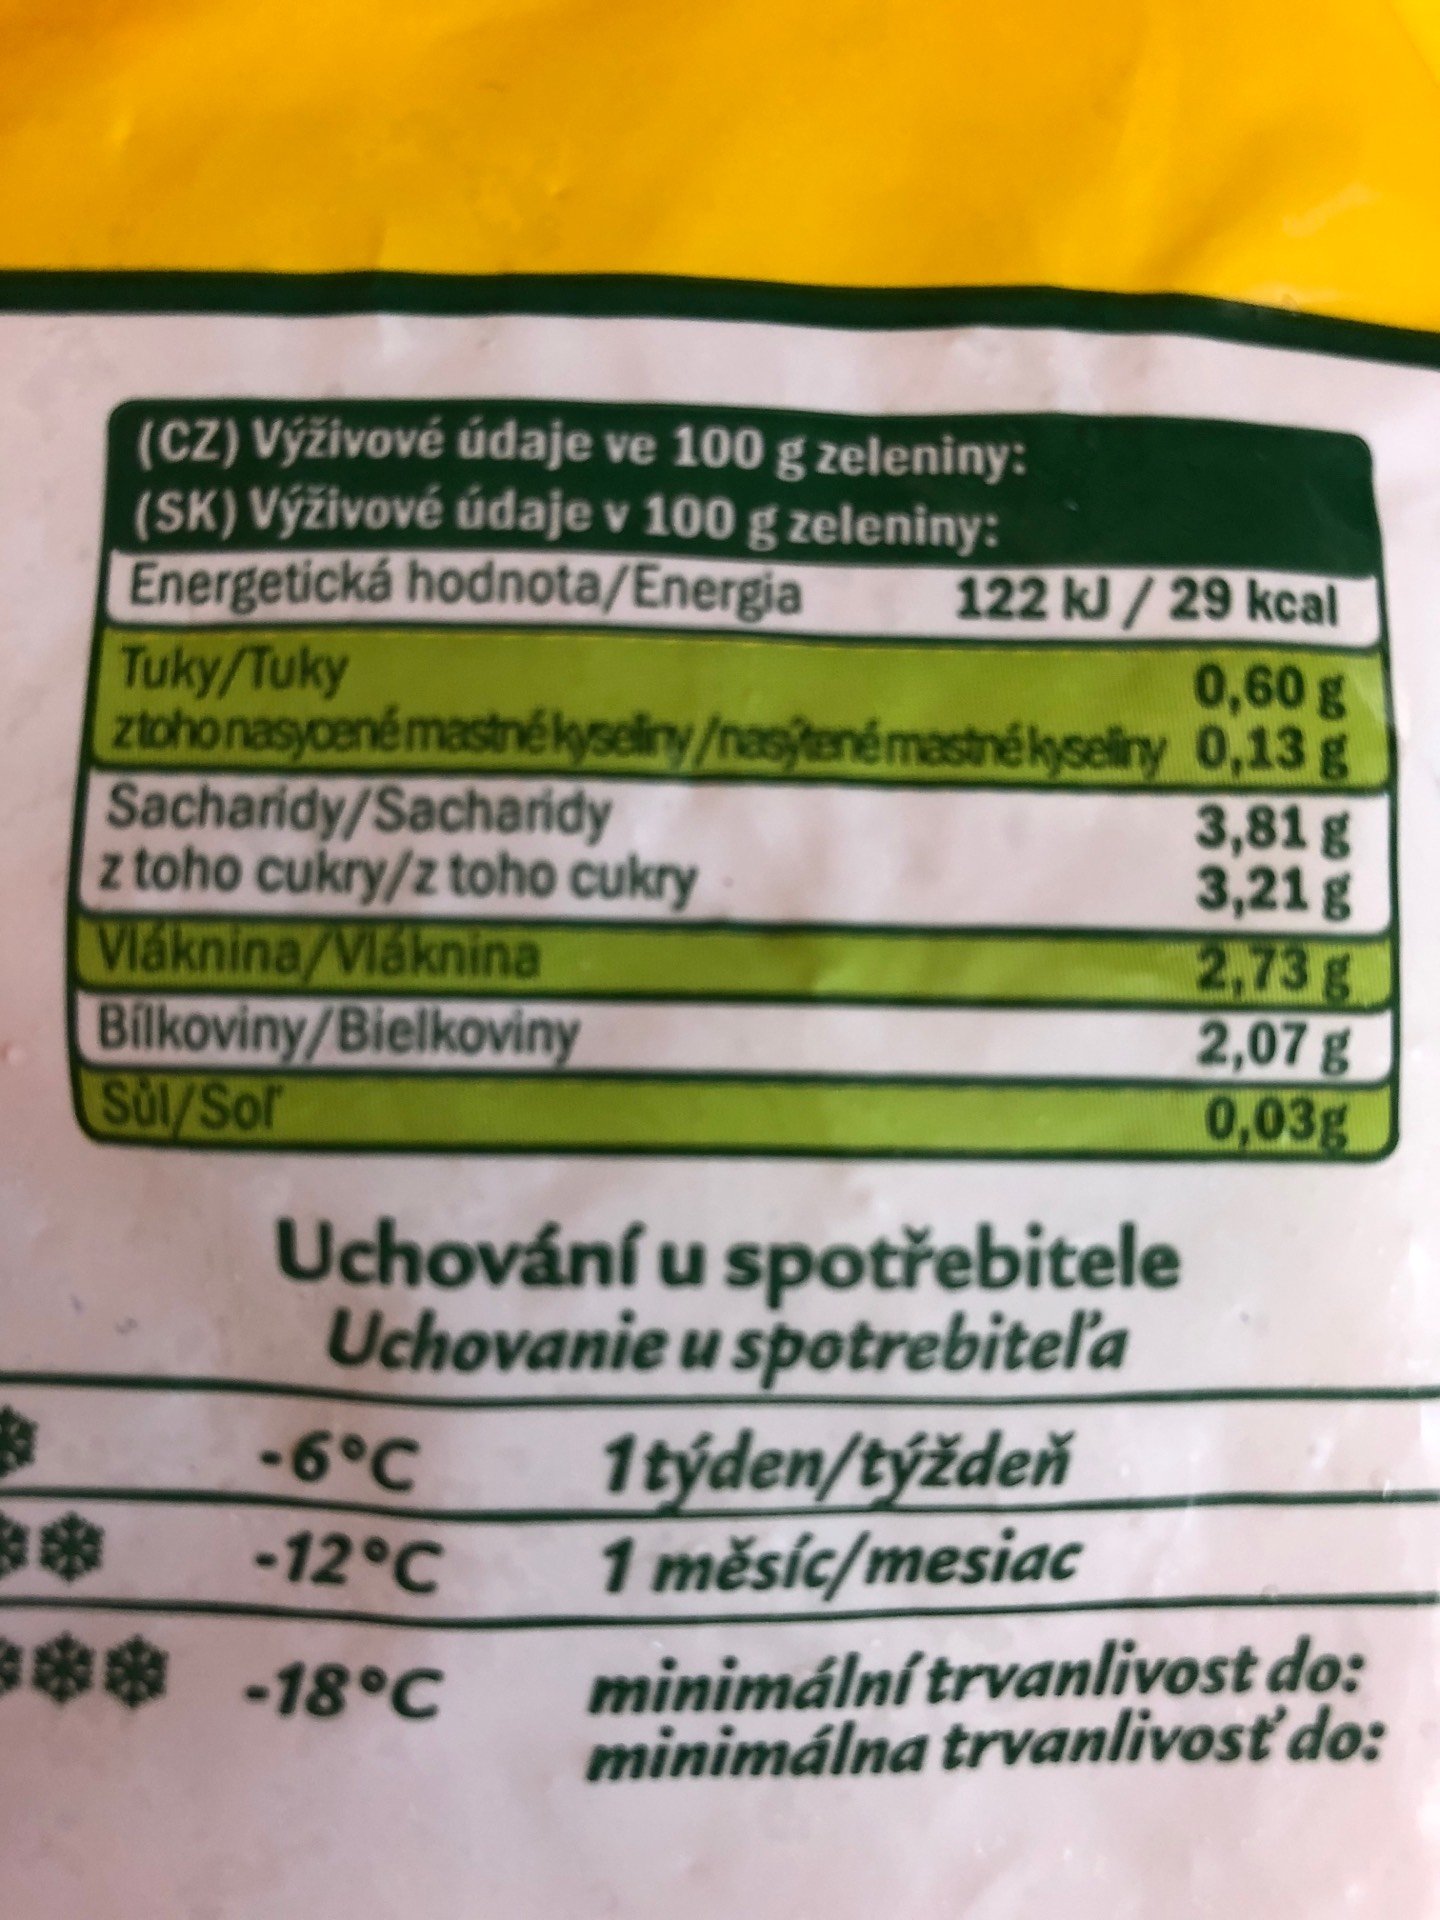 (CZ) Výživové údaje ve 100 g zeleniny:
(SK) Výživové údaje v 100 g zeleniny:
Energetická hodnota/Energia 122 kJ / 29 kcal
Tuky/Tuky 0,60 g
z toho nasycené mastné kyseliny /nasýtené mastné kyseliny 0,13 g
Sacharidy/Sacharidy 3,81 g
z toho cukry/z toho cukry 3,21 g
Vláknina/Vláknina 2,73 g
Bílkoviny/Bielkoviny 2,07 g
Sůl/Soľ 0,03g
Uchování u spotřebitele
Uchovanie u spotrebiteľa
-6°C 1 týden/týždeň
-12°C 1 měsíc/mesiac
-18°C minimální trvanlivost do:
minimálna trvanlivosť do: